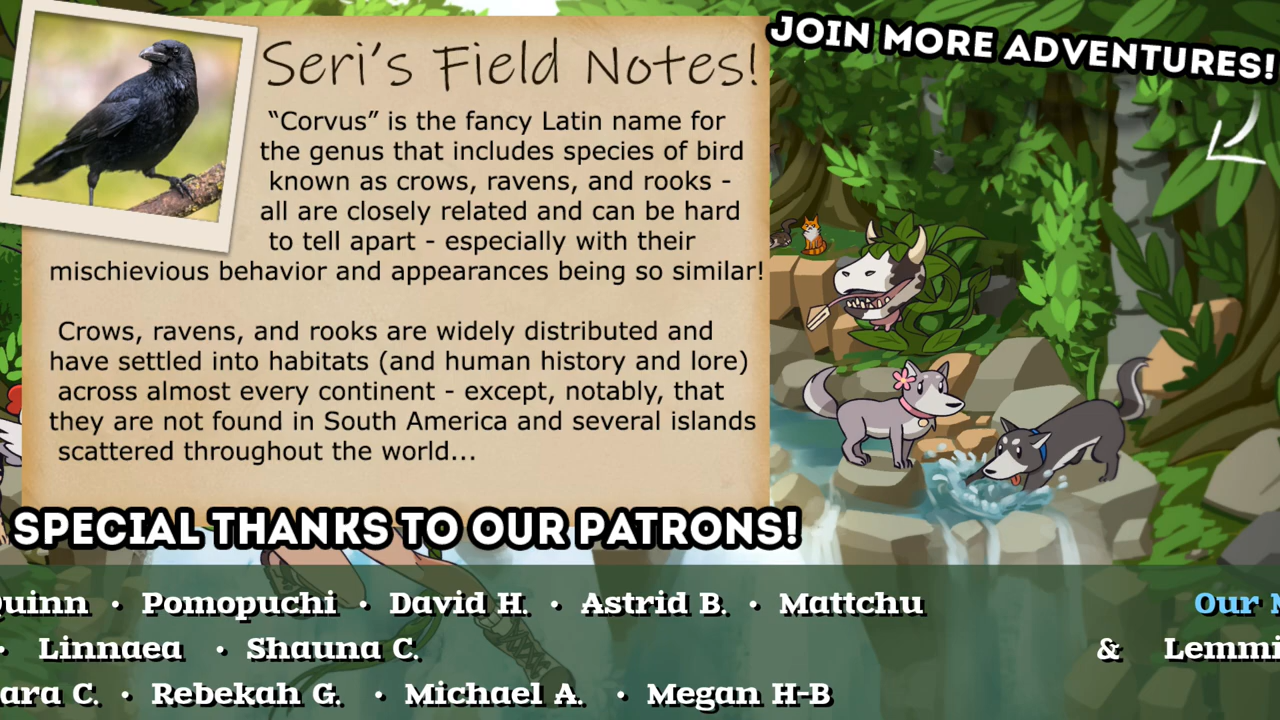 Seri's Field Notes!
JOIN MORE ADVENTURES!
"Corvus" is the fancy Latin name for
the genus that includes species of bird
known as crows, ravens, and rooks -
all are closely related and can be hard
to tell apart - especially with their
mischievious behavior and appearances being so similar!
Crows, ravens, and rooks are widely distributed and
have settled into habitats (and human history and lore)
across almost every continent - except, notably, that
they are not found in South America and several islands
scattered throughout the world...
SPECIAL THANKS TO OUR PATRONS!
uinn • Pomopuchi • David H. • Astrid B. • Mattchu Our
• Linnaea • Shauna C. & Lemmi
ara C. • Rebekah G. • Michael A. • Megan H-B